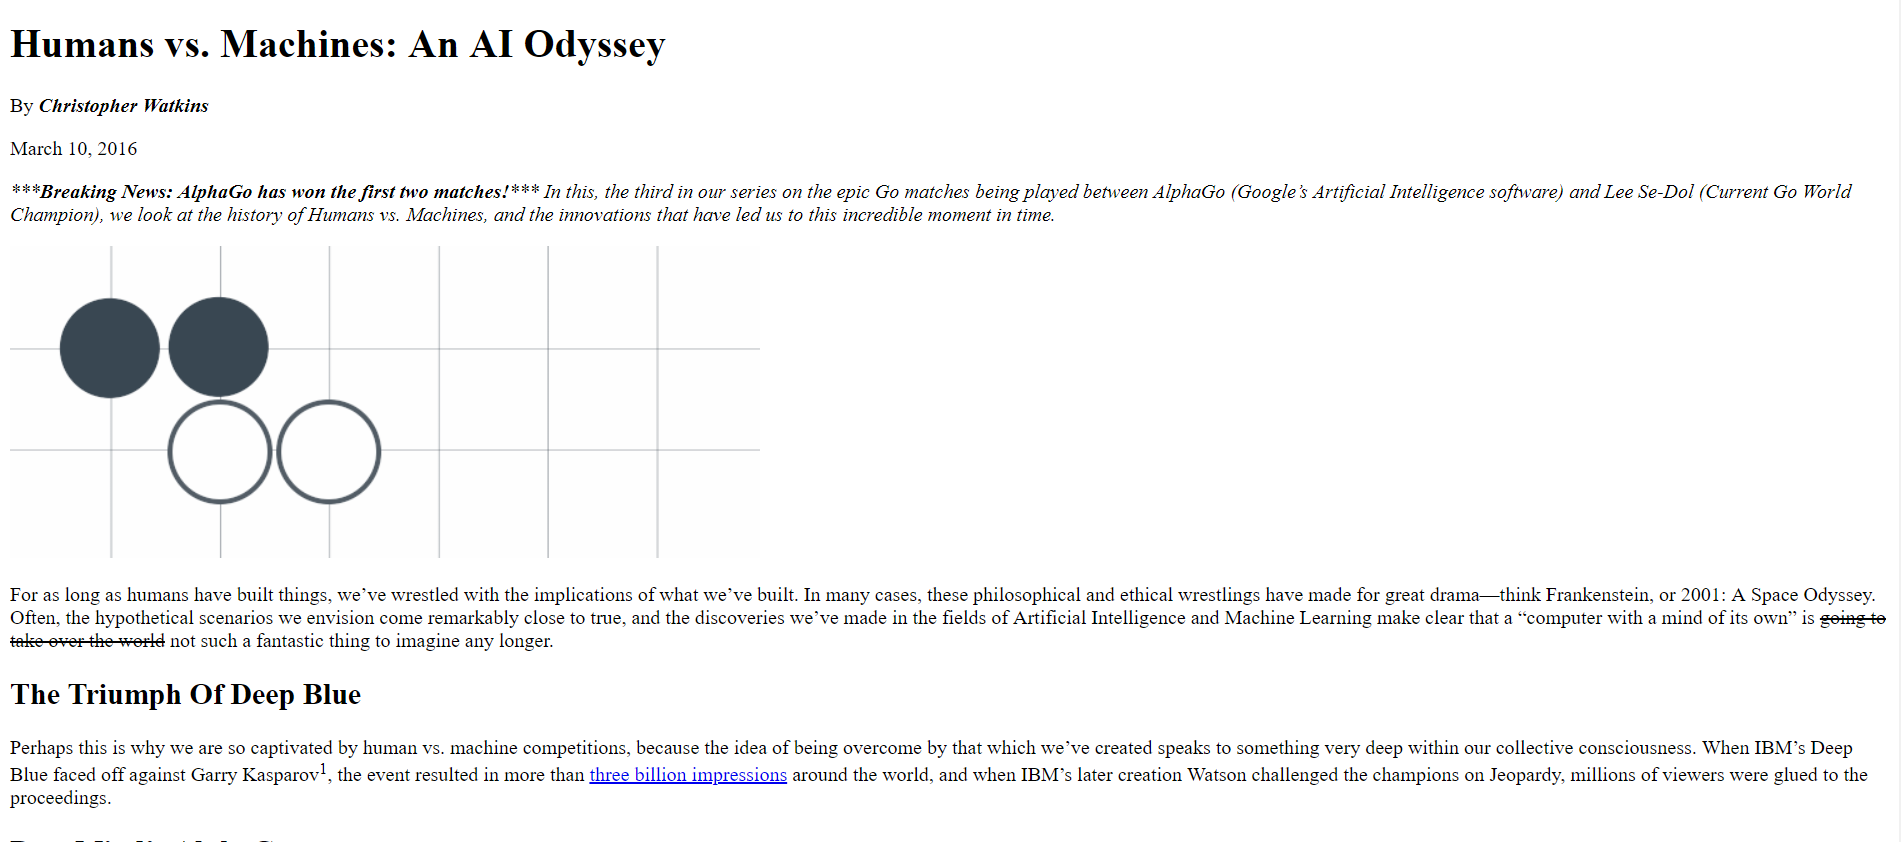 Humans vs. Machines: An AI Odyssey
By Christopher Watkins
March 10, 2016
***Breaking News: AlphaGo has won the first two matches!*** In this, the third in our series on the epic Go matches being played between AlphaGo (Google’s Artificial Intelligence software) and Lee Se-Dol (Current Go World
Champion), we look at the history of Humans vs. Machines, and the innovations that have led us to this incredible moment in time.
For as long as humans have built things, we’ve wrestled with the implications of what we’ve built. In many cases, these philosophical and ethical wrestlings have made for great drama—think Frankenstein, or 2001: A Space Odyssey.
Often, the hypothetical scenarios we envision come remarkably close to true, and the discoveries we’ve made in the fields of Artificial Intelligence and Machine Learning make clear that a “computer with a mind of its own” is going to
take over the world not such a fantastic thing to imagine any longer.
The Triumph Of Deep Blue
Perhaps this is why we are so captivated by human vs. machine competitions, because the idea of being overcome by that which we’ve created speaks to something very deep within our collective consciousness. When IBM’s Deep
Blue faced off against Garry Kasparov1, the event resulted in more than three billion impressions around the world, and when IBM’s later creation Watson challenged the champions on Jeopardy, millions of viewers were glued to the
proceedings.